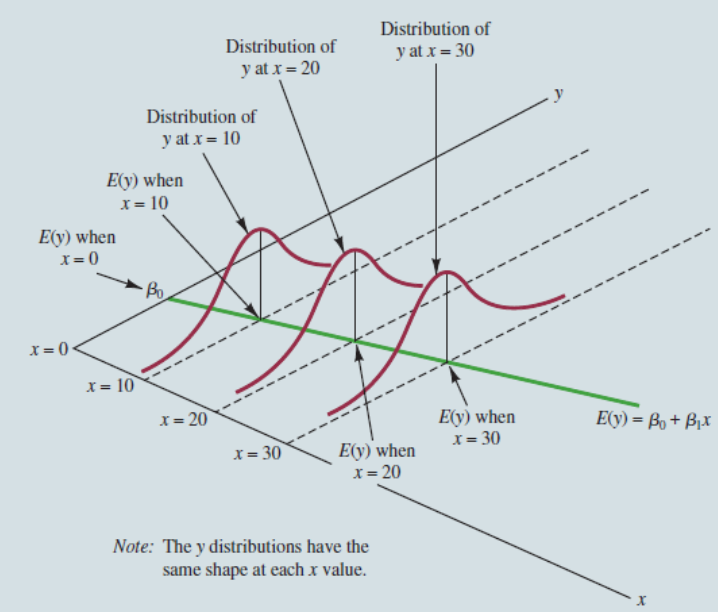 Distribution of
y at x = 30
Distribution of
y at x = 20
y
Distribution of
y at x = 10
E(y) when
x = 10
E(y) when
x = 0
β₀
x = 0
x = 10
x = 20
x = 30
E(y) when
x = 30
E(y) = β₀ + β₁x
E(y) when
x = 20
Note: The y distributions have the
same shape at each x value.
x